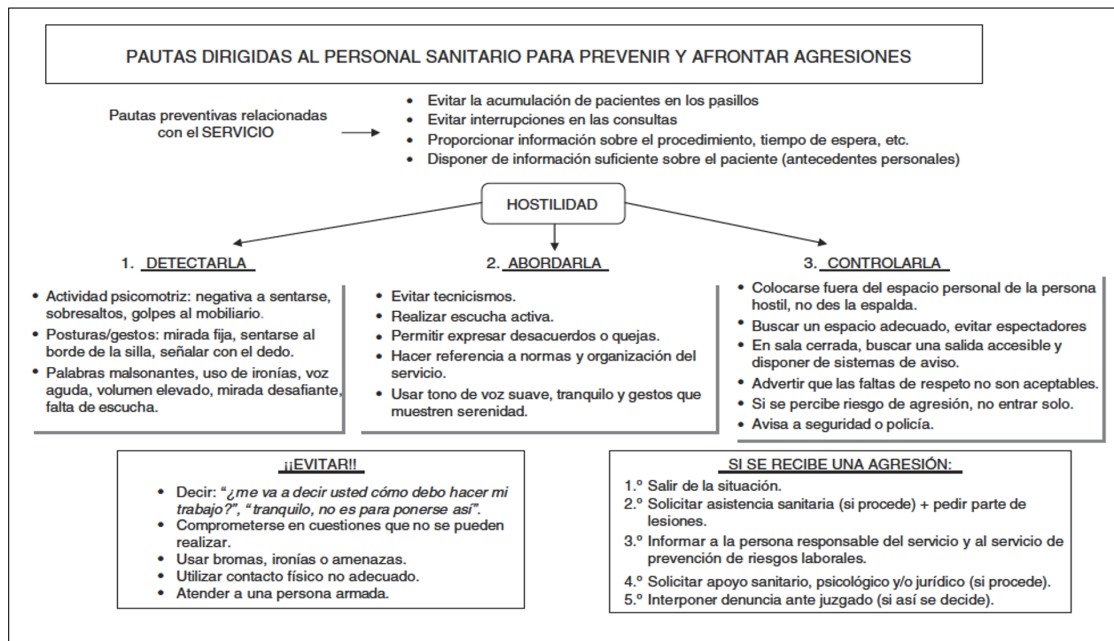 PAUTAS DIRIGIDAS AL PERSONAL SANITARIO PARA PREVENIR Y AFRONTAR AGRESIONES
Pautas preventivas relacionadas
con el SERVICIO
• Evitar la acumulación de pacientes en los pasillos
• Evitar interrupciones en las consultas
• Proporcionar información sobre el procedimiento, tiempo de espera, etc.
• Disponer de información suficiente sobre el paciente (antecedentes personales)
HOSTILIDAD
1. DETECTARLA
• Actividad psicomotriz: negativa a sentarse,
sobresaltos, golpes al mobiliario.
• Posturas/gestos: mirada fija, sentarse al
borde de la silla, señalar con el dedo.
• Palabras malsonantes, uso de ironías, voz
aguda, volumen elevado, mirada desafiante,
falta de escucha.
2. ABORDARLA
• Evitar tecnicismos.
• Realizar escucha activa.
• Permitir expresar desacuerdos o quejas.
• Hacer referencia a normas y organización del
servicio.
• Usar tono de voz suave, tranquilo y gestos que
muestren serenidad.
3. CONTROLARLA
• Colocarse fuera del espacio personal de la persona
hostil, no des la espalda.
• Buscar un espacio adecuado, evitar espectadores
• En sala cerrada, buscar una salida accesible y
disponer de sistemas de aviso.
• Advertir que las faltas de respeto no son aceptables.
• Si se percibe riesgo de agresión, no entrar solo.
• Avisa a seguridad o policía.
¡¡EVITAR!!
• Decir: “¿me va a decir usted cómo debo hacer mi
trabajo?”, “tranquilo, no es para ponerse así”.
• Comprometerse en cuestiones que no se pueden
realizar.
• Usar bromas, ironías o amenazas.
• Utilizar contacto físico no adecuado.
• Atender a una persona armada.
SI SE RECIBE UNA AGRESIÓN:
1.º Salir de la situación.
2.º Solicitar asistencia sanitaria (si procede) + pedir parte de
lesiones.
3.º Informar a la persona responsable del servicio y al servicio de
prevención de riesgos laborales.
4.º Solicitar apoyo sanitario, psicológico y/o jurídico (si procede).
5.º Interponer denuncia ante juzgado (si así se decide).